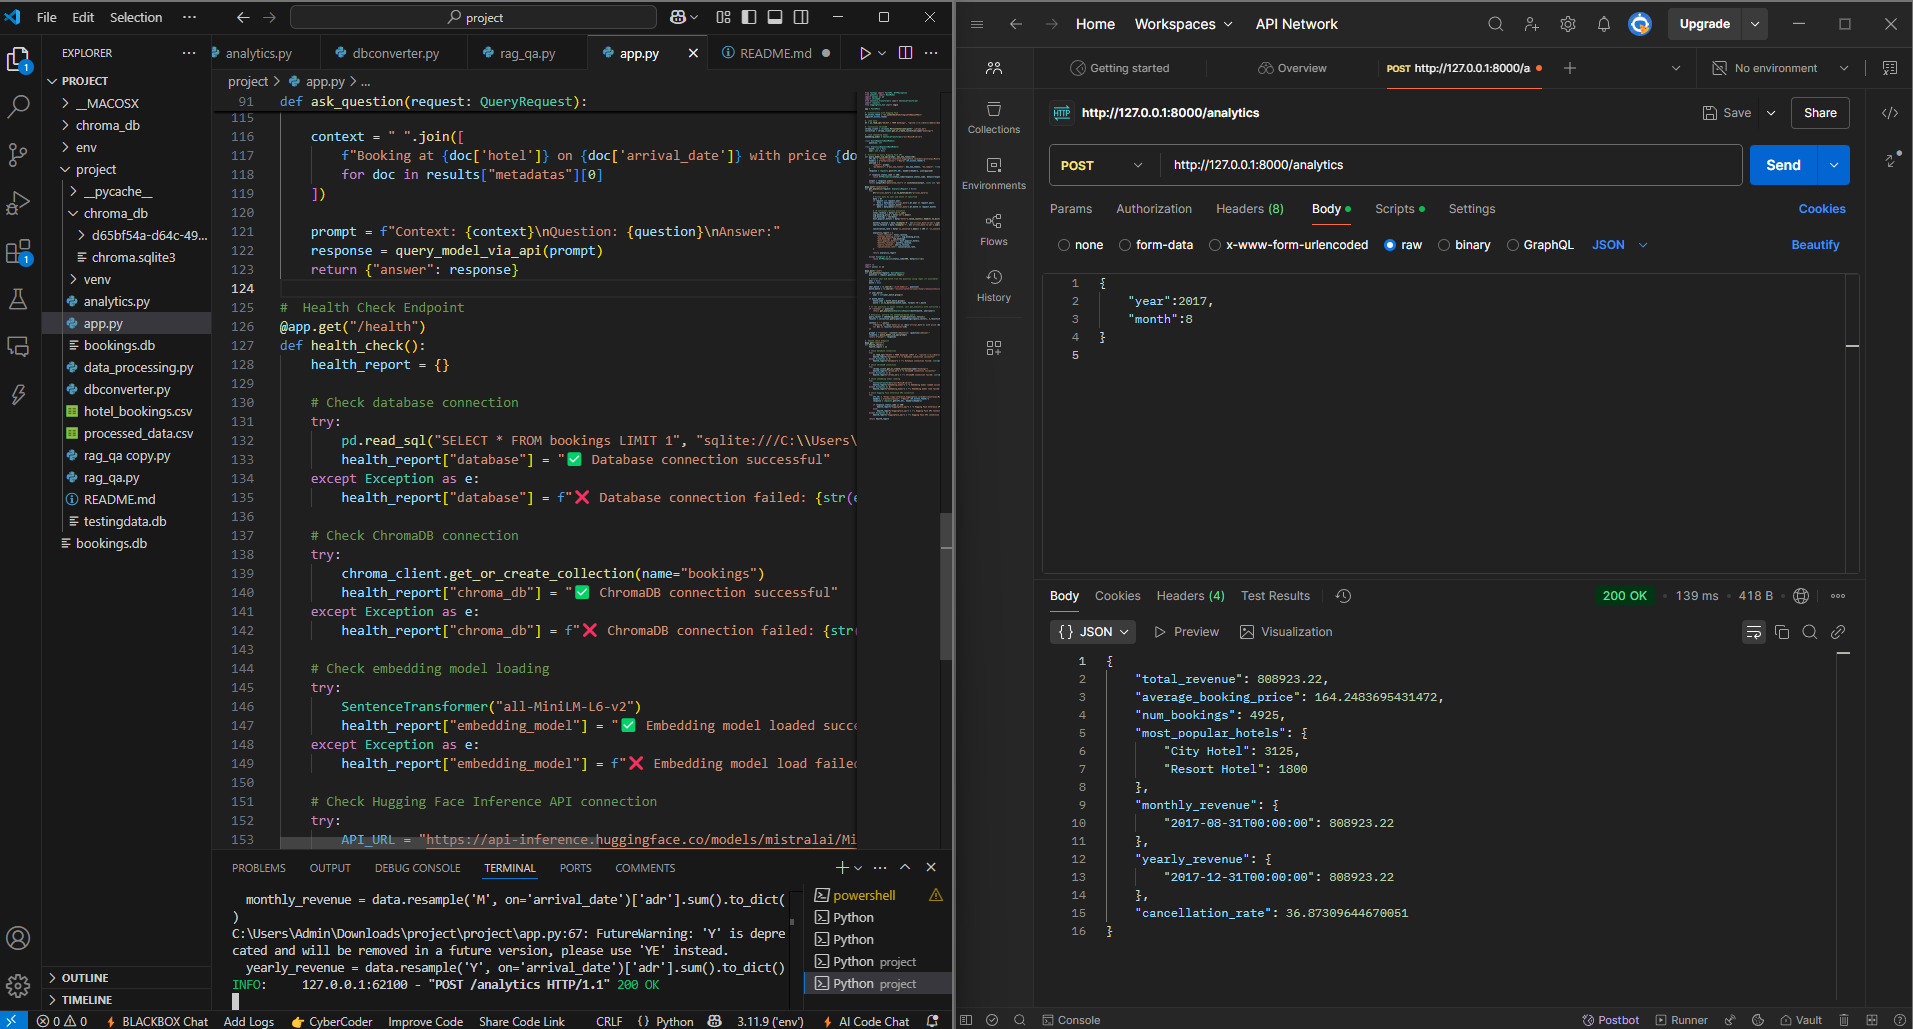 File Edit Selection ··· project
EXPLORER ···
PROJECT
__MACOSX
chroma_db
env
project
__pycache__
chroma_db
d65bf54a-d64c-49...
chroma.sqlite3
venv
analytics.py
app.py
bookings.db
data_processing.py
dbconverter.py
hotel_bookings.csv
processed_data.csv
rag_qa copy.py
rag_qa.py
README.md
testingdata.db
bookings.db
OUTLINE
TIMELINE
analytics.py dbconverter.py rag_qa.py app.py README.md
project > app.py > ...
91 def ask_question(request: QueryRequest):
115
116 context = " ".join([
117 f"Booking at {doc['hotel']} on {doc['arrival_date']} with price {do
118 for doc in results["metadatas"][0]
119 ])
120
121 prompt = f"Context: {context}\nQuestion: {question}\nAnswer:"
122 response = query_model_via_api(prompt)
123 return {"answer": response}
124
125 #  Health Check Endpoint
126 @app.get("/health")
127 def health_check():
128 health_report = {}
129
130 # Check database connection
131 try:
132 pd.read_sql("SELECT * FROM bookings LIMIT 1", "sqlite:///C:\\Users\
133 health_report["database"] = "✅ Database connection successful"
134 except Exception as e:
135 health_report["database"] = f"❌ Database connection failed: {str(e
136
137 # Check ChromaDB connection
138 try:
139 chroma_client.get_or_create_collection(name="bookings")
140 health_report["chroma_db"] = "✅ ChromaDB connection successful"
141 except Exception as e:
142 health_report["chroma_db"] = f"❌ ChromaDB connection failed: {str
143
144 # Check embedding model loading
145 try:
146 SentenceTransformer("all-MiniLM-L6-v2")
147 health_report["embedding_model"] = "✅ Embedding model loaded succe
148 except Exception as e:
149 health_report["embedding_model"] = f"❌ Embedding model load failed
150
151 # Check Hugging Face Inference API connection
152 try:
153 API_URL = "https://api-inference.huggingface.co/models/mistralai/Mi
PROBLEMS OUTPUT DEBUG CONSOLE TERMINAL PORTS COMMENTS
monthly_revenue = data.resample('M', on='arrival_date')['adr'].sum().to_dict(
)
C:\Users\Admin\Downloads\project\project\app.py:67: FutureWarning: 'Y' is depre
cated and will be removed in a future version, please use 'YE' instead.
yearly_revenue = data.resample('Y', on='arrival_date')['adr'].sum().to_dict()
INFO: 127.0.0.1:62100 - "POST /analytics HTTP/1.1" 200 OK
powershell
Python
Python
Python project
Python project
0 0 BLACKBOX Chat Add Logs CyberCoder Improve Code Share Code Link CRLF {} Python 3.11.9 ('env') AI Code Chat
Home Workspaces API Network Upgrade
Getting started Overview POST http://127.0.0.1:8000/a No environment
Collections
Environments
Flows
History
HTTP http://127.0.0.1:8000/analytics Save Share
POST http://127.0.0.1:8000/analytics Send
Params Authorization Headers (8) Body Scripts Settings Cookies
none form-data x-www-form-urlencoded raw binary GraphQL JSON Beautify
1 {
2 "year":2017,
3 "month":8
4 }
5
Body Cookies Headers (4) Test Results 200 OK • 139 ms • 418 B
{} JSON Preview Visualization
1 {
2 "total_revenue": 808923.22,
3 "average_booking_price": 164.2483695431472,
4 "num_bookings": 4925,
5 "most_popular_hotels": {
6 "City Hotel": 3125,
7 "Resort Hotel": 1800
8 },
9 "monthly_revenue": {
10 "2017-08-31T00:00:00": 808923.22
11 },
12 "yearly_revenue": {
13 "2017-12-31T00:00:00": 808923.22
14 },
15 "cancellation_rate": 36.87309644670051
16 }
Console Postbot Runner Vault